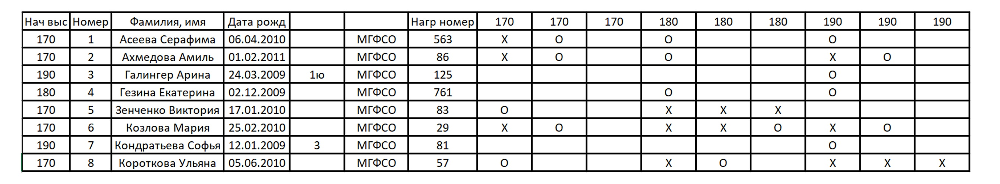 Нач выс Номер Фамилия, имя Дата рожд Нагр номер 170 170 170 180 180 180 190 190 190
170 1 Асеева Серафима 06.04.2010 МГФСО 563 X O O O
170 2 Ахмедова Амиль 01.02.2011 МГФСО 86 X O O X O
190 3 Галингер Арина 24.03.2009 1ю МГФСО 125 O
180 4 Гезина Екатерина 02.12.2009 МГФСО 761 O O
170 5 Зенченко Виктория 17.01.2010 МГФСО 83 O X X X
170 6 Козлова Мария 25.02.2010 МГФСО 29 X O X X O X O
190 7 Кондратьева Софья 12.01.2009 3 МГФСО 81 O
170 8 Короткова Ульяна 05.06.2010 МГФСО 57 O X O X X X